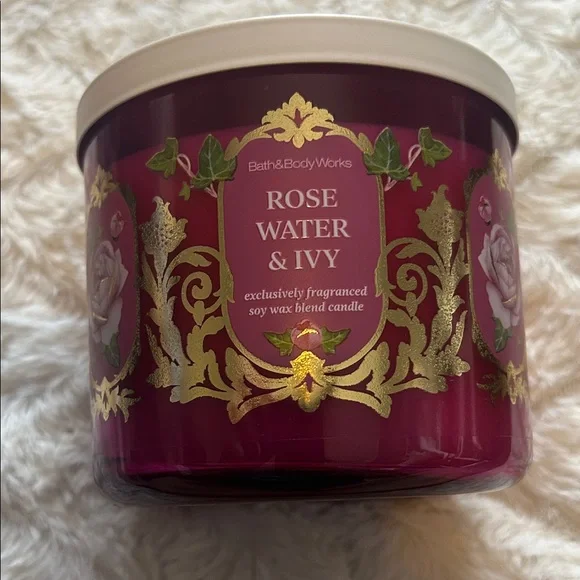 Bath&BodyWorks
ROSE
WATER
& IVY
exclusively fragranced
soy wax blend candle